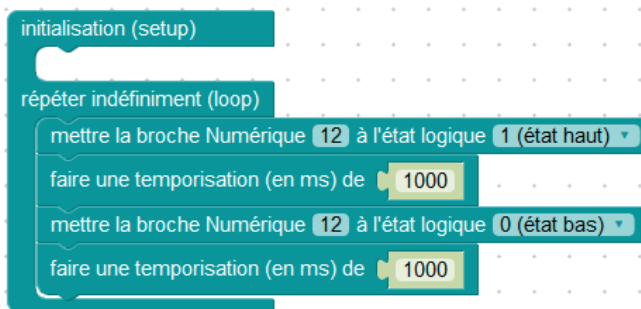 initialisation (setup)
répéter indéfiniment (loop)
mettre la broche Numérique 12 à l'état logique 1 (état haut)
faire une temporisation (en ms) de 1000
mettre la broche Numérique 12 à l'état logique 0 (état bas)
faire une temporisation (en ms) de 1000